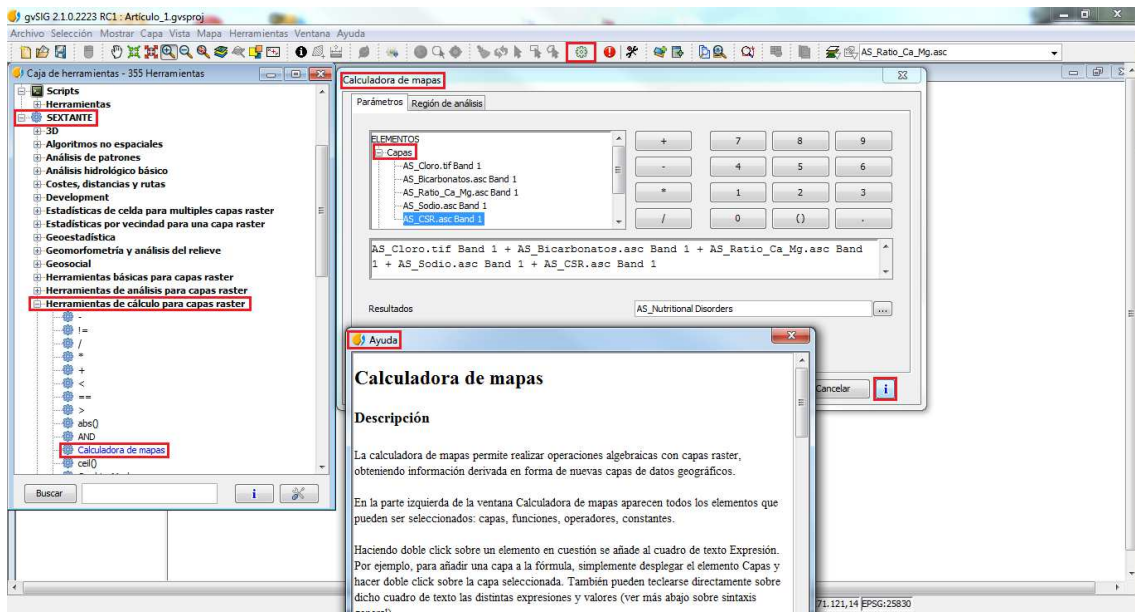 gvSIG 2.1.0.2223 RC1 : Artículo_1.gvsproj
Archivo Selección Mostrar Capa Vista Mapa Herramientas Ventana Ayuda
AS_Ratio_Ca_Mg.asc
Caja de herramientas - 355 Herramientas
Scripts
Herramientas
SEXTANTE
3D
Algoritmos no espaciales
Análisis de patrones
Análisis hidrológico básico
Costes, distancias y rutas
Development
Estadísticas de celda para multiples capas raster
Estadísticas por vecindad para una capa raster
Geoestadística
Geomorfometría y análisis del relieve
Geosocial
Herramientas básicas para capas raster
Herramientas de análisis para capas raster
Herramientas de cálculo para capas raster
-
!=
/
*
+
<
==
>
abs()
AND
Calculadora de mapas
ceil()
Buscar
i
Calculadora de mapas
Parámetros Región de análisis
ELEMENTOS
Capas
AS_Cloro.tif Band 1
AS_Bicarbonatos.asc Band 1
AS_Ratio_Ca_Mg.asc Band 1
AS_Sodio.asc Band 1
AS_CSR.asc Band 1
+ 7 8 9
- 4 5 6
* 1 2 3
/ 0 () .
AS_Cloro.tif Band 1 + AS_Bicarbonatos.asc Band 1 + AS_Ratio_Ca_Mg.asc Band
1 + AS_Sodio.asc Band 1 + AS_CSR.asc Band 1
Resultados AS_Nutritional Disorders ...
Cancelar i
Ayuda
Calculadora de mapas
Descripción
La calculadora de mapas permite realizar operaciones algebraicas con capas raster,
obteniendo información derivada en forma de nuevas capas de datos geográficos.
En la parte izquierda de la ventana Calculadora de mapas aparecen todos los elementos que
pueden ser seleccionados: capas, funciones, operadores, constantes.
Haciendo doble click sobre un elemento en cuestión se añade al cuadro de texto Expresión.
Por ejemplo, para añadir una capa a la fórmula, simplemente desplegar el elemento Capas y
hacer doble click sobre la capa seleccionada. También pueden teclearse directamente sobre
dicho cuadro de texto las distintas expresiones y valores (ver más abajo sobre sintaxis
71.121,14 EPSG:25830